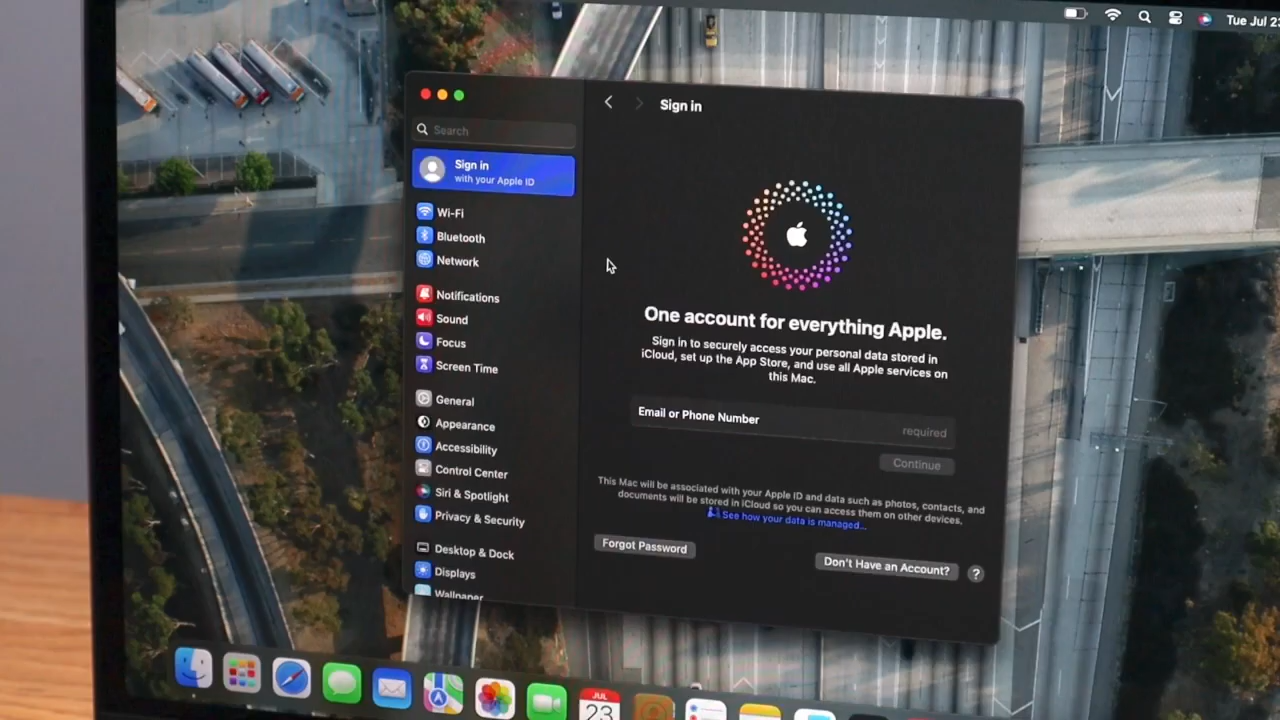 Tue Jul 23
Sign in
Search
Sign in
with your Apple ID
Wi-Fi
Bluetooth
Network
Notifications
Sound
Focus
Screen Time
General
Appearance
Accessibility
Control Center
Siri & Spotlight
Privacy & Security
Desktop & Dock
Displays
Wallpaper
One account for everything Apple.
Sign in to securely access your personal data stored in
iCloud, set up the App Store, and use all Apple services on
this Mac.
Email or Phone Number
required
Continue
This Mac will be associated with your Apple ID and data such as photos, contacts, and
documents will be stored in iCloud so you can access them on other devices.
See how your data is managed...
Forgot Password
Don't Have an Account?
?
JUL
23